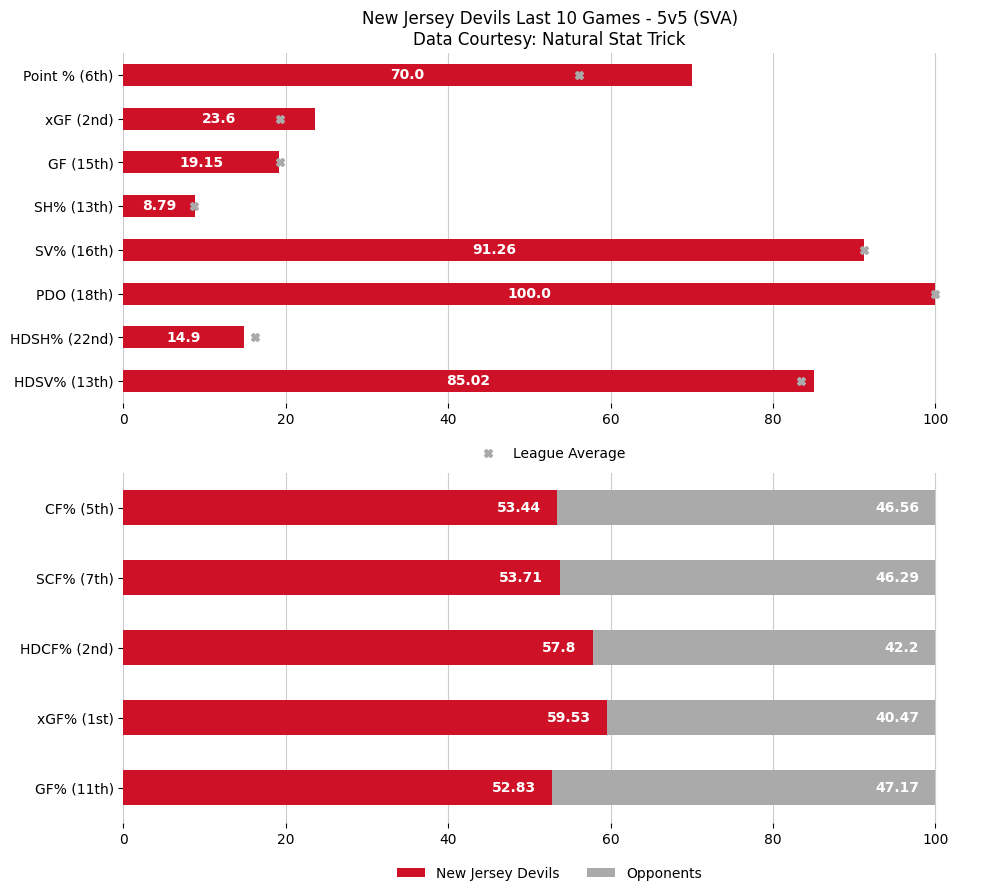 New Jersey Devils Last 10 Games - 5v5 (SVA)
Data Courtesy: Natural Stat Trick
Point % (6th) 70.0
xGF (2nd) 23.6
GF (15th) 19.15
SH% (13th) 8.79
SV% (16th) 91.26
PDO (18th) 100.0
HDSH% (22nd) 14.9
HDSV% (13th) 85.02
0 20 40 60 80 100
League Average
CF% (5th) 53.44 46.56
SCF% (7th) 53.71 46.29
HDCF% (2nd) 57.8 42.2
xGF% (1st) 59.53 40.47
GF% (11th) 52.83 47.17
0 20 40 60 80 100
New Jersey Devils Opponents